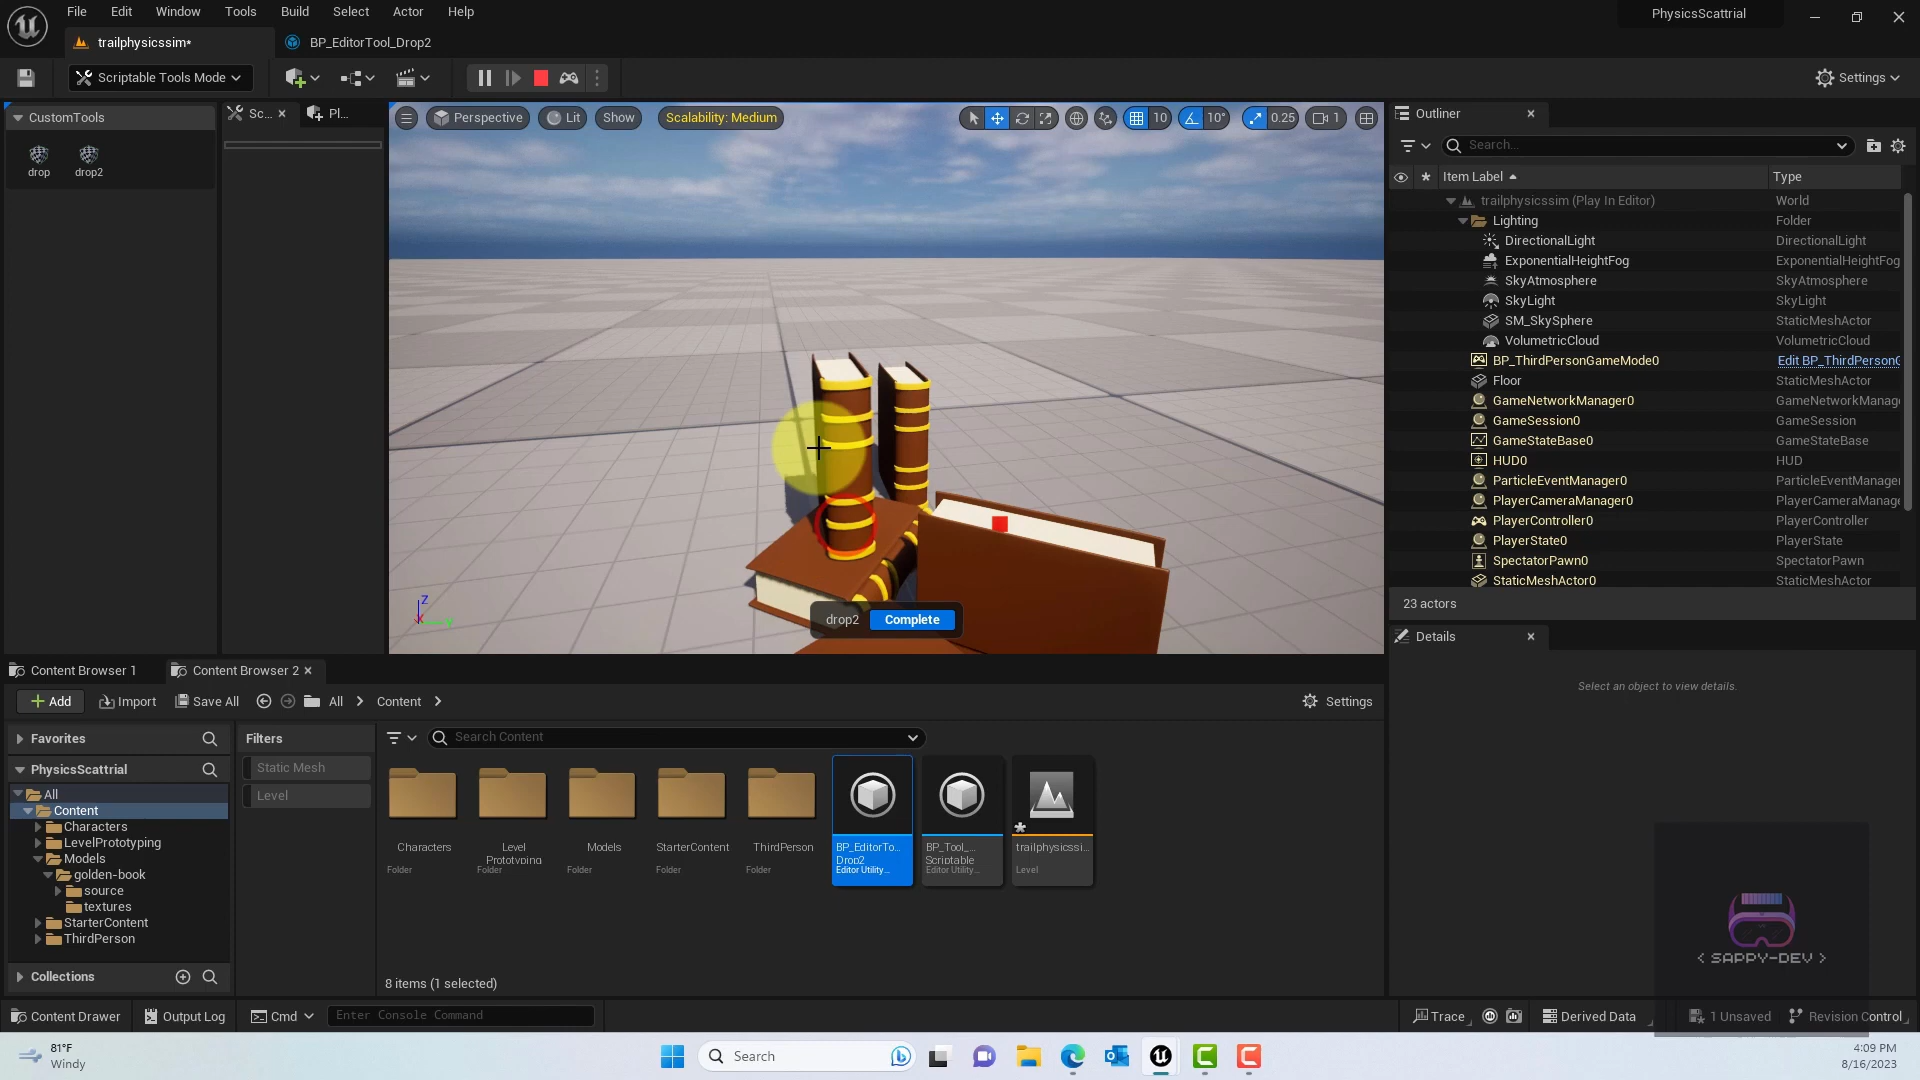 File Edit Window Tools Build Select Actor Help
PhysicsScattrial
trailphysicssim*
BP_EditorTool_Drop2
Scriptable Tools Mode
Settings
CustomTools
drop drop2
Sc...
Pl...
Perspective Lit Show Scalability: Medium
10 10° 0.25 1
drop2 Complete
Z
X
Y
Outliner
Search...
Item Label Type
trailphysicssim (Play In Editor) World
Lighting Folder
DirectionalLight DirectionalLight
ExponentialHeightFog ExponentialHeightFog
SkyAtmosphere SkyAtmosphere
SkyLight SkyLight
SM_SkySphere StaticMeshActor
VolumetricCloud VolumetricCloud
BP_ThirdPersonGameMode0 Edit BP_ThirdPersonG
Floor StaticMeshActor
GameNetworkManager0 GameNetworkManage
GameSession0 GameSession
GameStateBase0 GameStateBase
HUD0 HUD
ParticleEventManager0 ParticleEventManager
PlayerCameraManager0 PlayerCameraManage
PlayerController0 PlayerController
PlayerState0 PlayerState
SpectatorPawn0 SpectatorPawn
StaticMeshActor0 StaticMeshActor
23 actors
Details
Select an object to view details.
Content Browser 1
Content Browser 2
Add Import Save All All Content
Settings
Favorites
PhysicsScattrial
All
Content
Characters
LevelPrototyping
Models
golden-book
source
textures
StarterContent
ThirdPerson
Collections
Filters
Static Mesh
Level
Search Content
Characters
Folder
Level
Prototyping
Folder
Models
Folder
StarterContent
Folder
ThirdPerson
Folder
BP_EditorTo...
Drop2
Editor Utility...
BP_Tool_...
Scriptable
Editor Utility...
trailphysicssi...
Level
8 items (1 selected)
< SAPPY-DEV >
Content Drawer Output Log Cmd Enter Console Command
Trace Derived Data 1 Unsaved Revision Control
81°F
Windy
Search
4:09 PM
8/16/2023